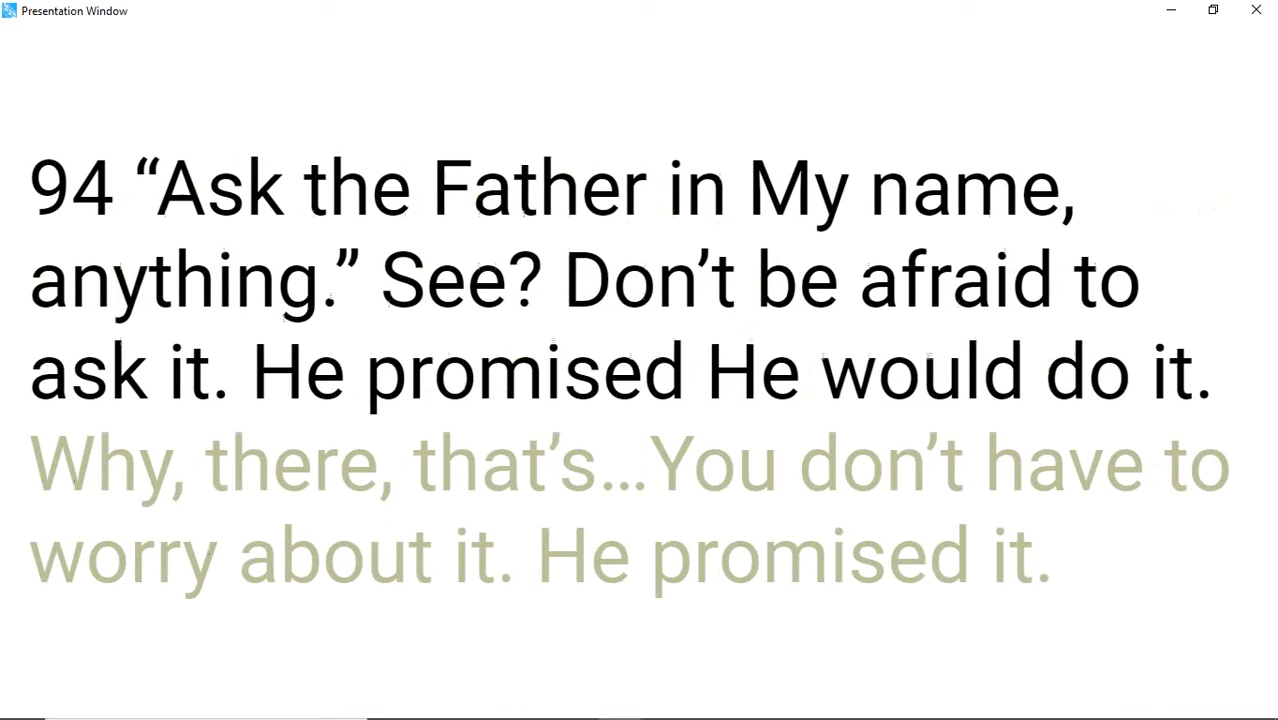 Presentation Window
94 “Ask the Father in My name,
anything.” See? Don’t be afraid to
ask it. He promised He would do it.
Why, there, that’s…You don’t have to
worry about it. He promised it.